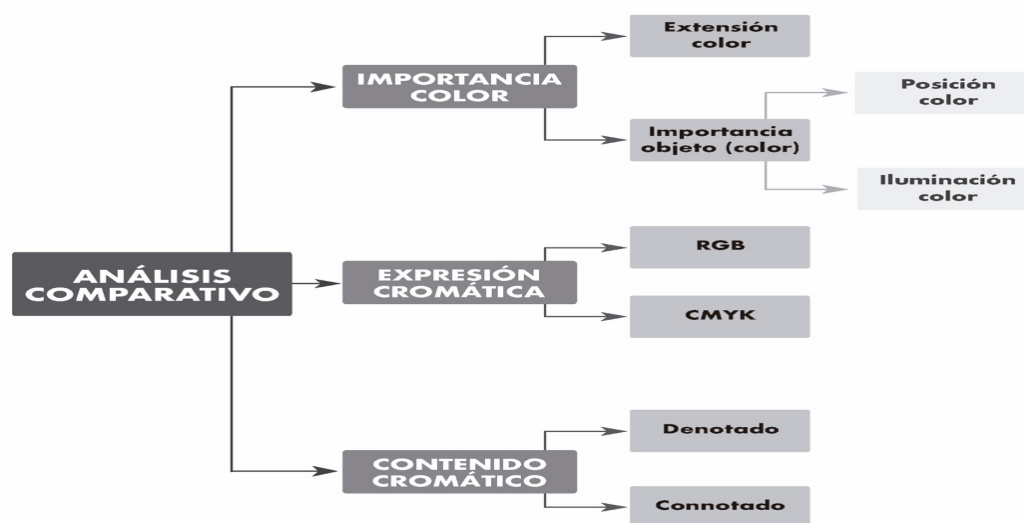 ANÁLISIS
COMPARATIVO
IMPORTANCIA
COLOR
Extensión
color
Importancia
objeto (color)
Posición
color
Iluminación
color
EXPRESIÓN
CROMÁTICA
RGB
CMYK
CONTENIDO
CROMÁTICO
Denotado
Connotado